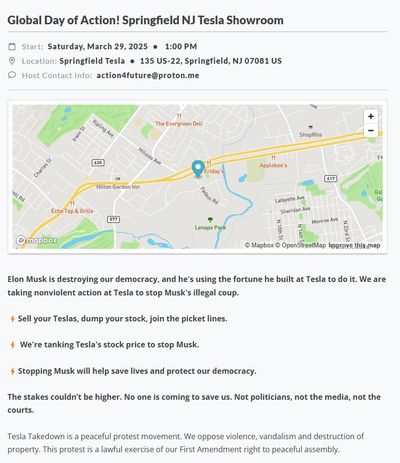 Global Day of Action! Springfield NJ Tesla Showroom
Start: Saturday, March 29, 2025 • 1:00 PM
Location: Springfield Tesla • 135 US-22, Springfield, NJ 07081 US
Host Contact Info: action4future@proton.me
The Evergreen Dell
Kipling Ave
Irwin St
Hillside Ave
ShopRite
+
−
635
Charles St
Friday's
Applebee's
617
Hilton Garden Inn
Fadem Rd
Lafayette Ave
Sheridan Ave
Echo Tap & Drille
577
Lenape Park
Monroe Ave
N 19th St
N 23rd St
mapbox
© Mapbox © OpenStreetMap Improve this map
Elon Musk is destroying our democracy, and he's using the fortune he built at Tesla to do it. We are
taking nonviolent action at Tesla to stop Musk's illegal coup.
⚡ Sell your Teslas, dump your stock, join the picket lines.
⚡ We're tanking Tesla's stock price to stop Musk.
⚡ Stopping Musk will help save lives and protect our democracy.
The stakes couldn't be higher. No one is coming to save us. Not politicians, not the media, not the
courts.
Tesla Takedown is a peaceful protest movement. We oppose violence, vandalism and destruction of
property. This protest is a lawful exercise of our First Amendment right to peaceful assembly.